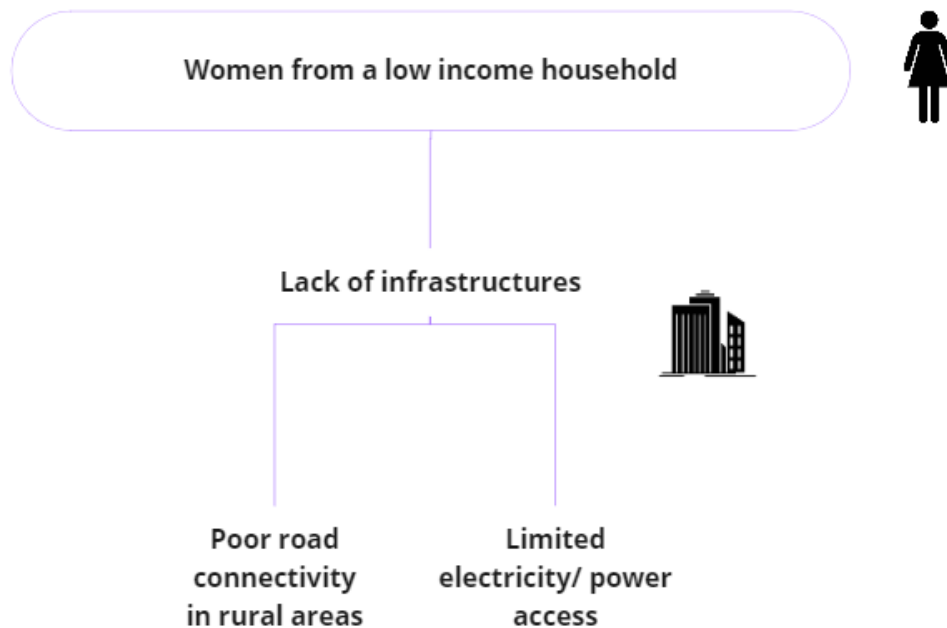 Women from a low income household
Lack of infrastructures
Poor road
connectivity
in rural areas
Limited
electricity/ power
access